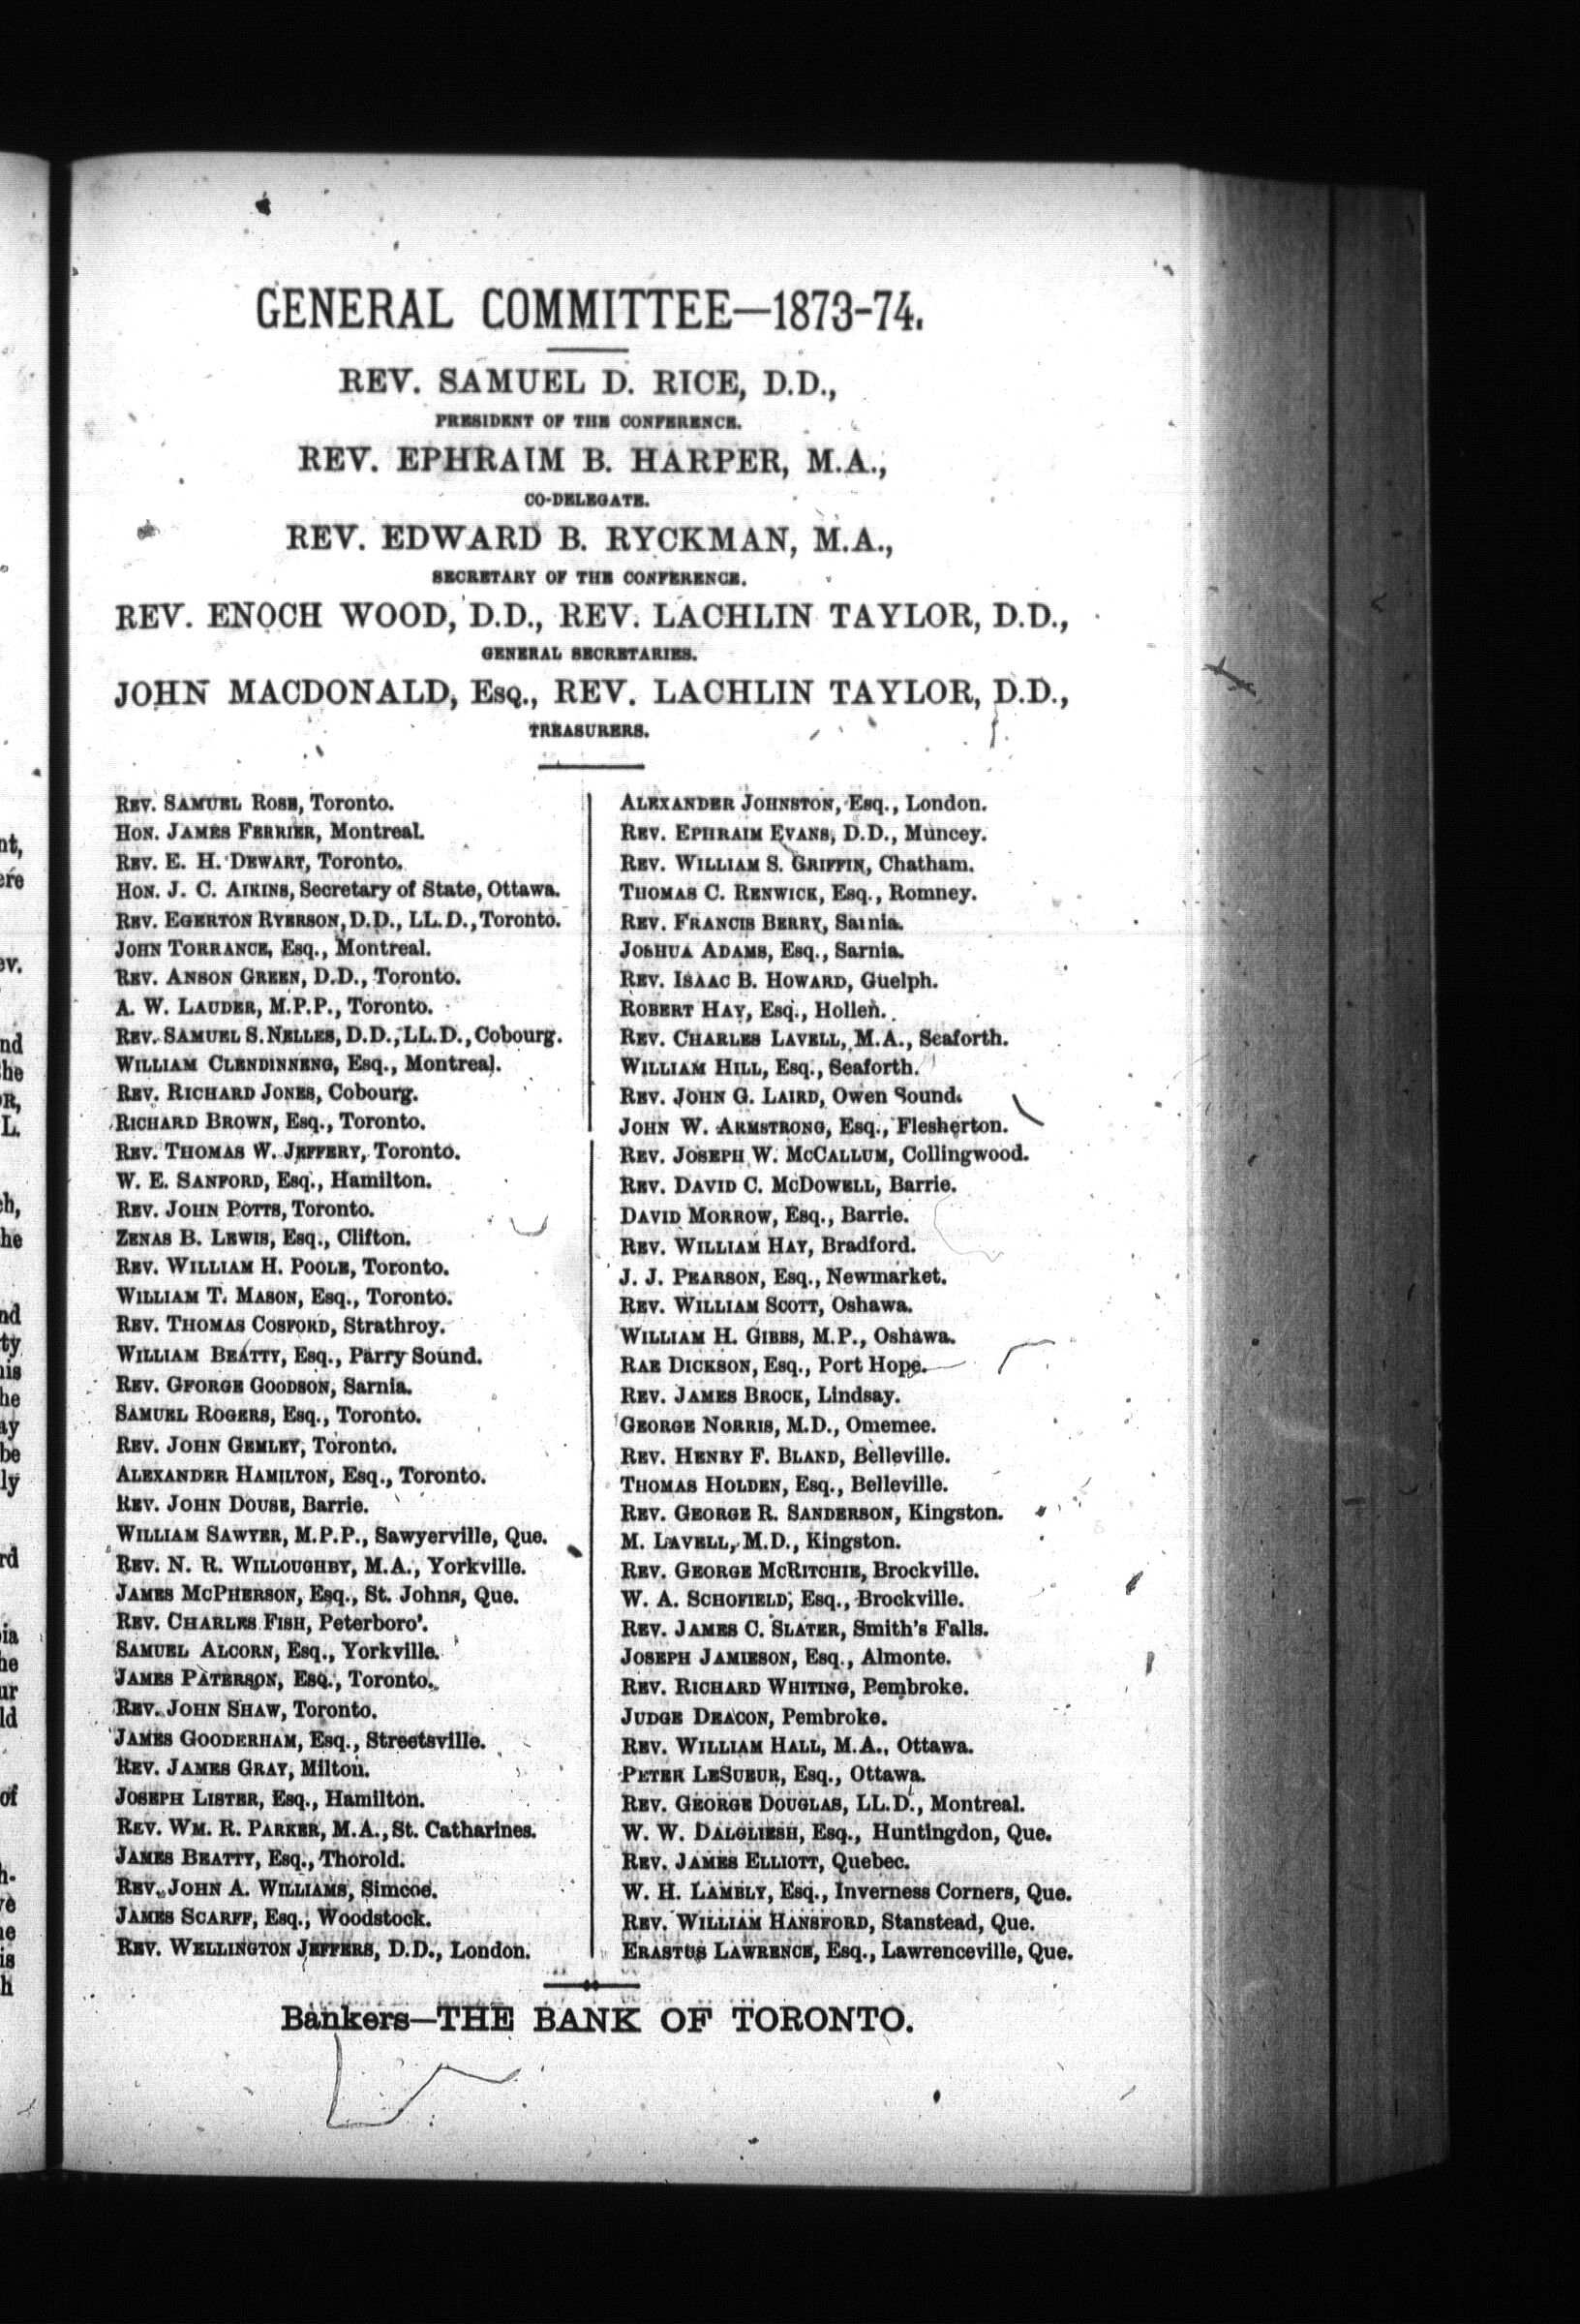 GENERAL COMMITTEE—1873-74.
REV. SAMUEL D. RICE, D.D.,
PRESIDENT OF THE CONFERENCE.
REV. EPHRAIM B. HARPER, M.A.,
CO-DELEGATE.
REV. EDWARD B. RYCKMAN, M.A.,
SECRETARY OF THE CONFERENCE.
REV. ENOCH WOOD, D.D., REV. LACHLIN TAYLOR, D.D.,
GENERAL SECRETARIES.
JOHN MACDONALD, ESQ., REV. LACHLIN TAYLOR, D.D.,
TREASURERS.
REV. SAMUEL ROSE, Toronto.
HON. JAMES FERRIER, Montreal.
REV. E. H. DEWART, Toronto.
HON. J. C. AIKINS, Secretary of State, Ottawa.
REV. EGERTON RYERSON, D.D., LL.D., Toronto.
JOHN TORRANCE, Esq., Montreal.
REV. ANSON GREEN, D.D., Toronto.
A. W. LAUDER, M.P.P., Toronto.
REV. SAMUEL S. NELLES, D.D., LL.D., Cobourg.
WILLIAM CLENDINNENG, Esq., Montreal.
REV. RICHARD JONES, Cobourg.
RICHARD BROWN, Esq., Toronto.
REV. THOMAS W. JEFFERY, Toronto.
W. E. SANFORD, Esq., Hamilton.
REV. JOHN POTTS, Toronto.
ZENAS B. LEWIS, Esq., Clifton.
REV. WILLIAM H. POOLE, Toronto.
WILLIAM T. MASON, Esq., Toronto.
REV. THOMAS COSFORD, Strathroy.
WILLIAM BEATTY, Esq., Parry Sound.
REV. GEORGE GOODSON, Sarnia.
SAMUEL ROGERS, Esq., Toronto.
REV. JOHN GEMLEY, Toronto.
ALEXANDER HAMILTON, Esq., Toronto.
REV. JOHN DOUSE, Barrie.
WILLIAM SAWYER, M.P.P., Sawyerville, Que.
REV. N. R. WILLOUGHBY, M.A., Yorkville.
JAMES MCPHERSON, Esq., St. Johns, Que.
REV. CHARLES FISH, Peterboro'.
SAMUEL ALCORN, Esq., Yorkville.
JAMES PATERSON, ESQ., Toronto.
REV. JOHN SHAW, Toronto.
JAMES GOODERHAM, Esq., Streetsville.
REV. JAMES GRAY, Milton.
JOSEPH LISTER, Esq., Hamilton.
REV. WM. R. PARKER, M.A., St. Catharines.
JAMES BEATTY, Esq., Thorold.
REV. JOHN A. WILLIAMS, Simcoe.
JAMES SCARFF, Esq., Woodstock.
REV. WELLINGTON JEFFERS, D.D., London.
ALEXANDER JOHNSTON, Esq., London.
REV. EPHRAIM EVANS, D.D., Muncey.
REV. WILLIAM S. GRIFFIN, Chatham.
THOMAS C. RENWICK, Esq., Romney.
REV. FRANCIS BERRY, Sarnia.
JOSHUA ADAMS, Esq., Sarnia.
REV. ISAAC B. HOWARD, Guelph.
ROBERT HAY, Esq., Hollen.
REV. CHARLES LAVELL, M.A., Seaforth.
WILLIAM HILL, Esq., Seaforth.
REV. JOHN G. LAIRD, Owen Sound.
JOHN W. ARMSTRONG, Esq., Flesherton.
REV. JOSEPH W. MCCALLUM, Collingwood.
REV. DAVID C. MCDOWELL, Barrie.
DAVID MORROW, Esq., Barrie.
REV. WILLIAM HAY, Bradford.
J. J. PEARSON, Esq., Newmarket.
REV. WILLIAM SCOTT, Oshawa.
WILLIAM H. GIBBS, M.P., Oshawa.
RAE DICKSON, Esq., Port Hope.
REV. JAMES BROCK, Lindsay.
GEORGE NORRIS, M.D., Omemee.
REV. HENRY F. BLAND, Belleville.
THOMAS HOLDEN, Esq., Belleville.
REV. GEORGE R. SANDERSON, Kingston.
M. LAVELL, M.D., Kingston.
REV. GEORGE MCRITCHIE, Brockville.
W. A. SCHOFIELD, Esq., Brockville.
REV. JAMES C. SLATER, Smith's Falls.
JOSEPH JAMIESON, Esq., Almonte.
REV. RICHARD WHITING, Pembroke.
JUDGE DEACON, Pembroke.
REV. WILLIAM HALL, M.A., Ottawa.
PETER LESUEUR, Esq., Ottawa.
REV. GEORGE DOUGLAS, LL.D., Montreal.
W. W. DALGLIESH, Esq., Huntingdon, Que.
REV. JAMES ELLIOTT, Quebec.
W. H. LAMBLY, Esq., Inverness Corners, Que.
REV. WILLIAM HANSFORD, Stanstead, Que.
ERASTUS LAWRENCE, Esq., Lawrenceville, Que.
Bankers—THE BANK OF TORONTO.